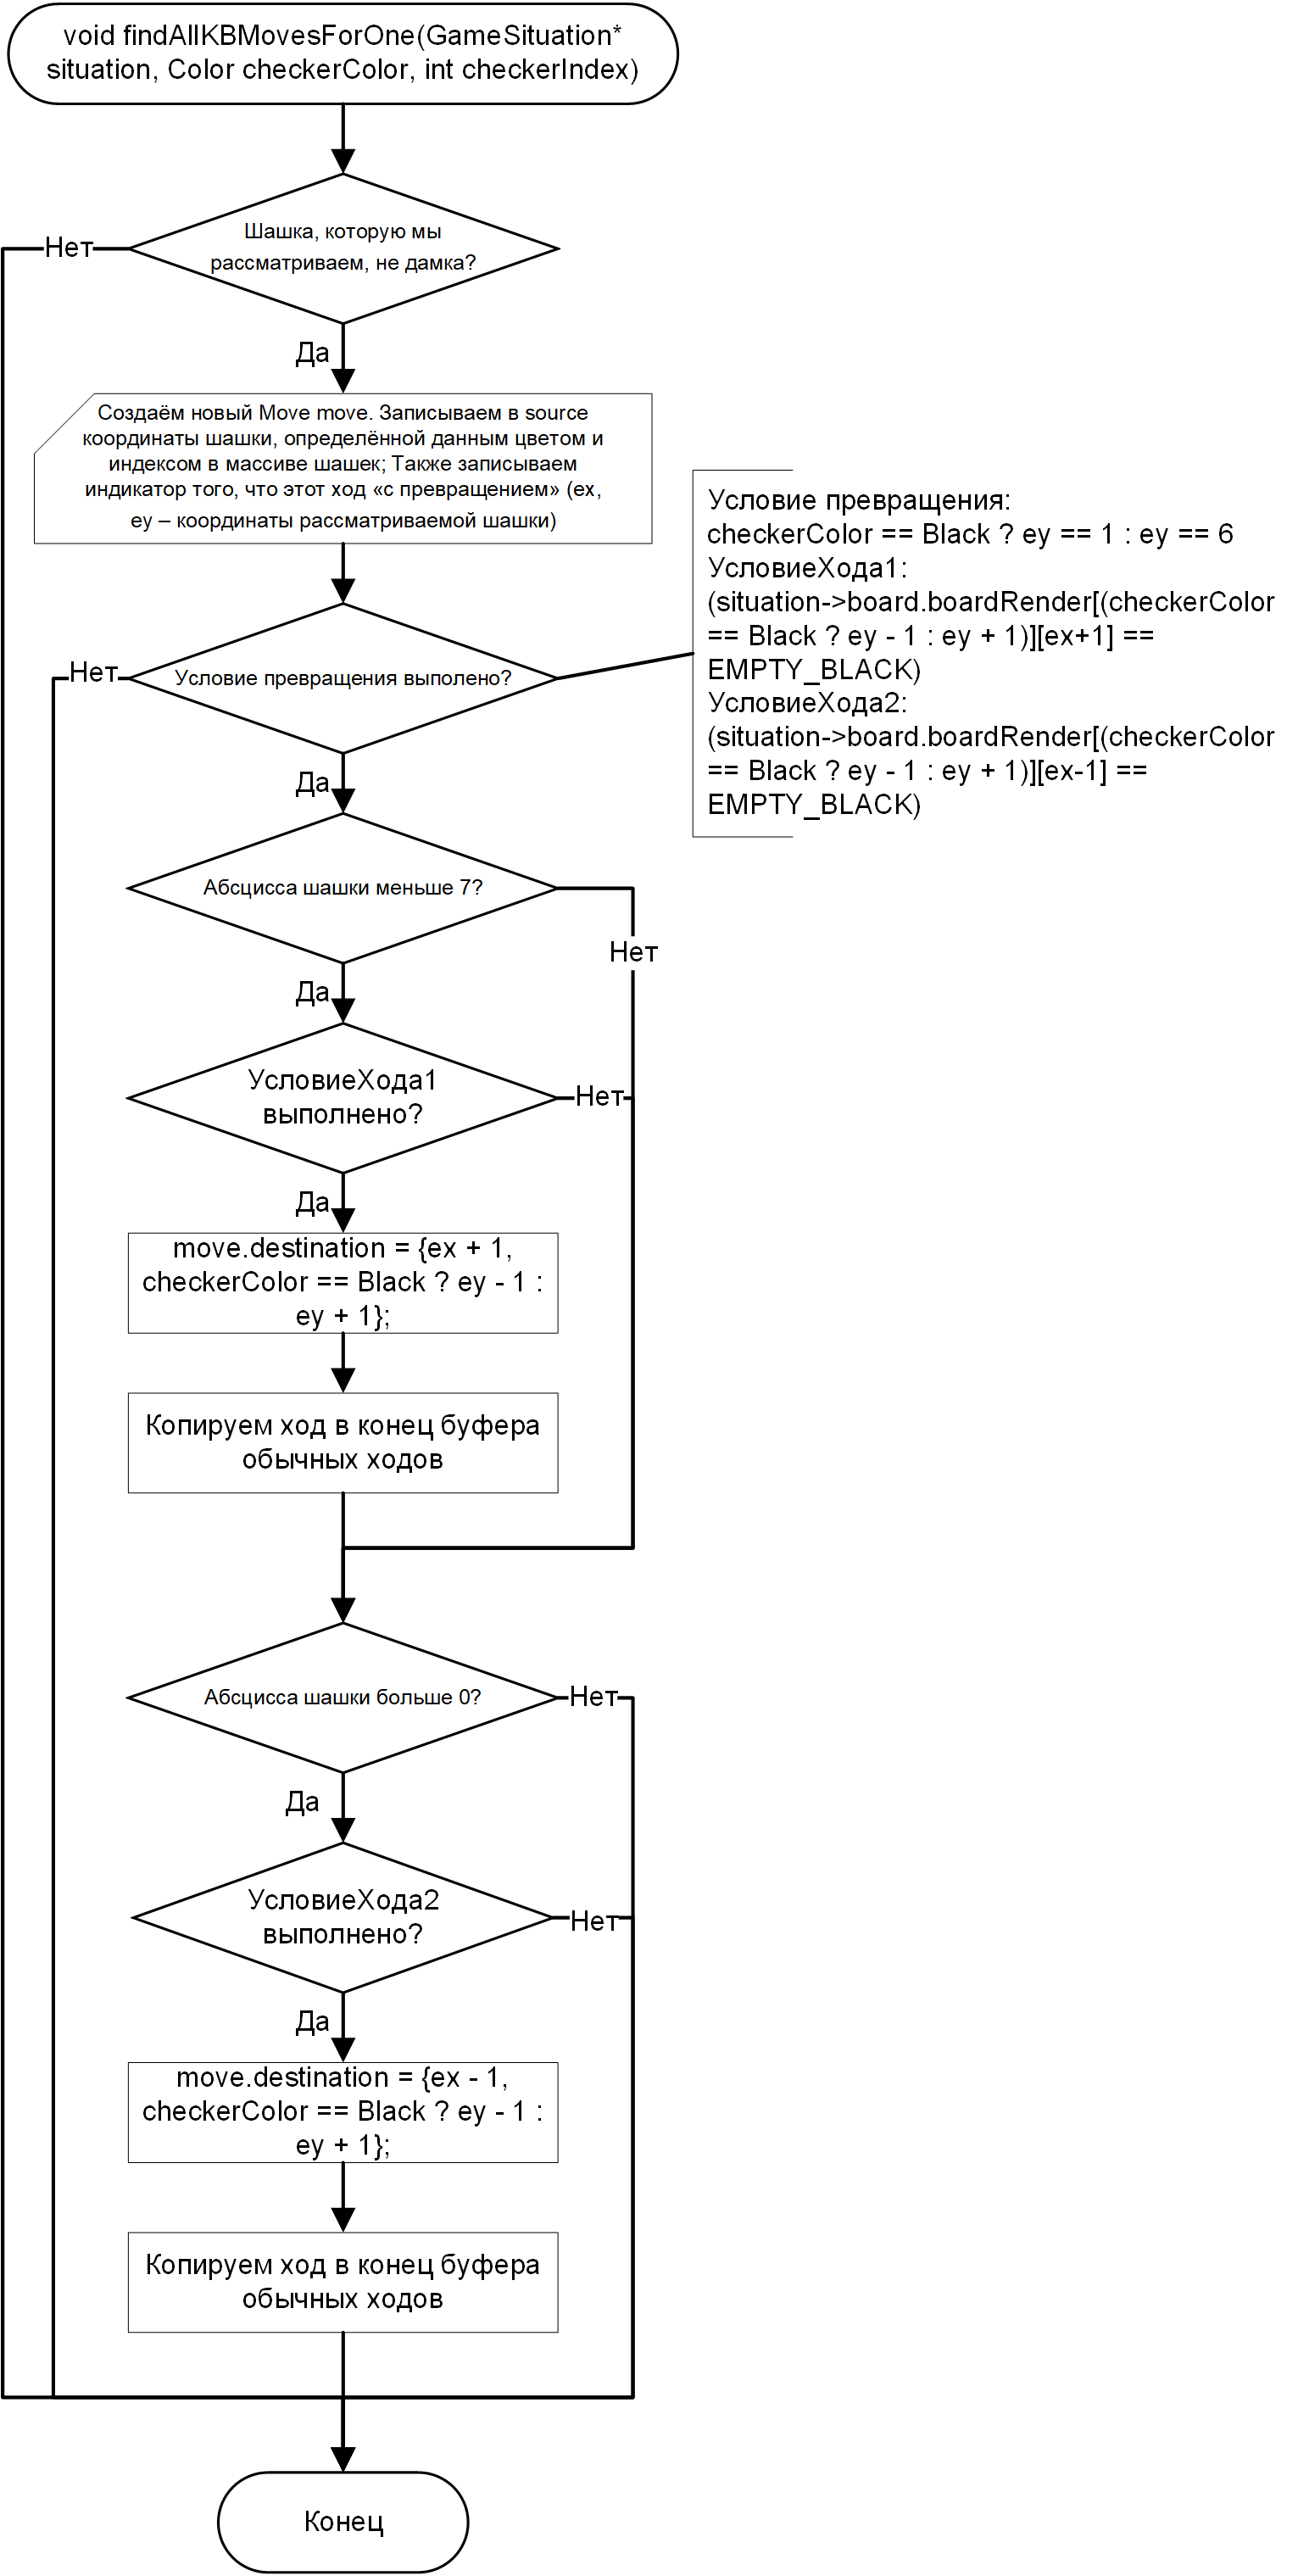 void findAllKBMovesForOne(GameSituation*
situation, Color checkerColor, int checkerIndex)
Шашка, которую мы
рассматриваем, не дамка?
Нет
Да
Создаём новый Move move. Записываем в source
координаты шашки, определённой данным цветом и
индексом в массиве шашек; Также записываем
индикатор того, что этот ход «с превращением» (ex,
ey – координаты рассматриваемой шашки)
Условие превращения:
checkerColor == Black ? ey == 1 : ey == 6
УсловиеХода1:
(situation->board.boardRender[(checkerColor
== Black ? ey - 1 : ey + 1)][ex+1] ==
EMPTY_BLACK)
УсловиеХода2:
(situation->board.boardRender[(checkerColor
== Black ? ey - 1 : ey + 1)][ex-1] ==
EMPTY_BLACK)
Нет
Условие превращения выполено?
Да
Абсцисса шашки меньше 7?
Нет
Да
УсловиеХода1
выполнено?
Нет
Да
move.destination = {ex + 1,
checkerColor == Black ? ey - 1 :
ey + 1};
Копируем ход в конец буфера
обычных ходов
Абсцисса шашки больше 0?
Нет
Да
УсловиеХода2
выполнено?
Нет
Да
move.destination = {ex - 1,
checkerColor == Black ? ey - 1 :
ey + 1};
Копируем ход в конец буфера
обычных ходов
Конец